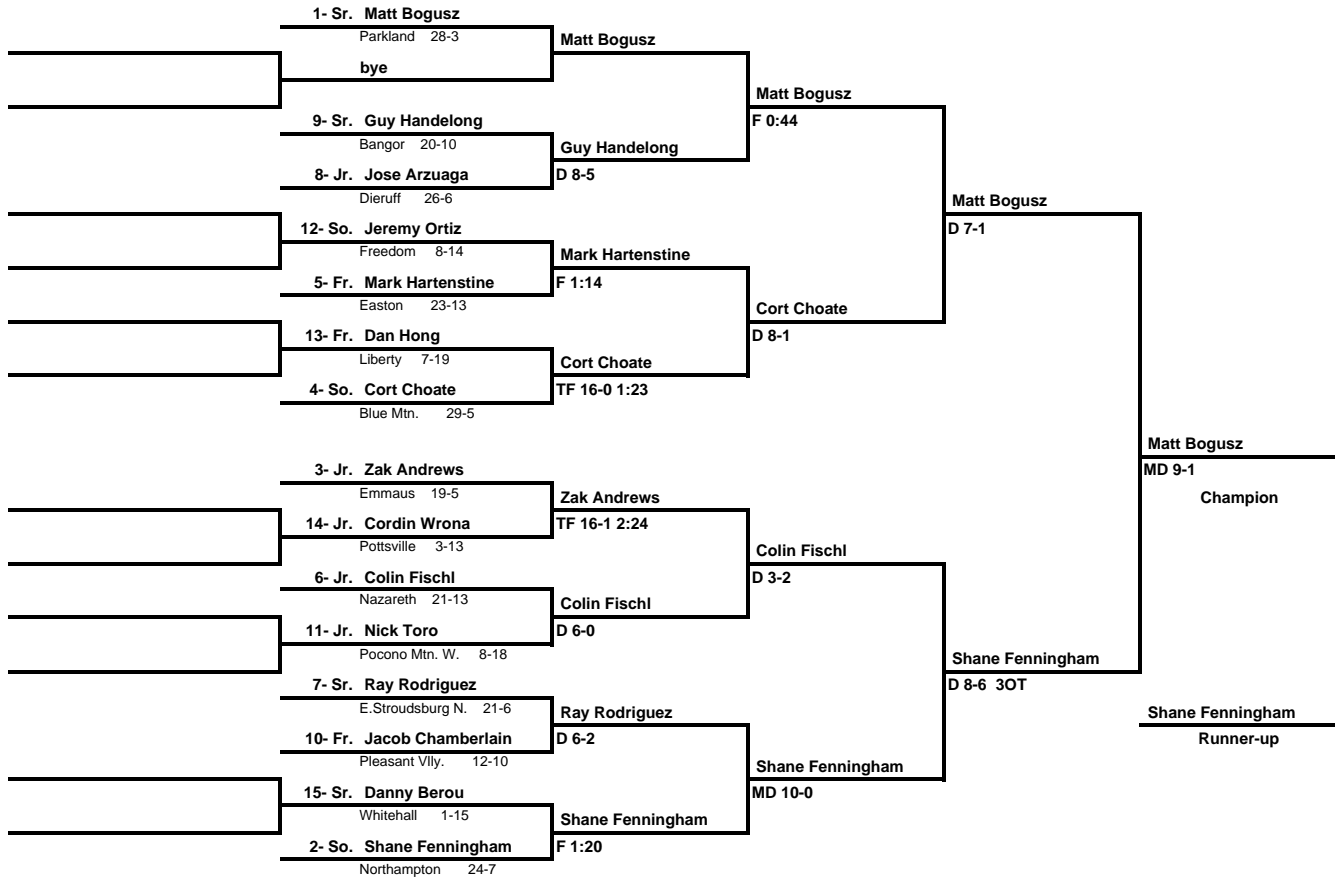 1- Sr. Matt Bogusz
Parkland 28-3
bye
9- Sr. Guy Handelong
Bangor 20-10
8- Jr. Jose Arzuaga
Dieruff 26-6
12- So. Jeremy Ortiz
Freedom 8-14
5- Fr. Mark Hartenstine
Easton 23-13
13- Fr. Dan Hong
Liberty 7-19
4- So. Cort Choate
Blue Mtn. 29-5
3- Jr. Zak Andrews
Emmaus 19-5
14- Jr. Cordin Wrona
Pottsville 3-13
6- Jr. Colin Fischl
Nazareth 21-13
11- Jr. Nick Toro
Pocono Mtn. W. 8-18
7- Sr. Ray Rodriguez
E.Stroudsburg N. 21-6
10- Fr. Jacob Chamberlain
Pleasant Vlly. 12-10
15- Sr. Danny Berou
Whitehall 1-15
2- So. Shane Fenningham
Northampton 24-7
Matt Bogusz
Guy Handelong
D 8-5
Mark Hartenstine
F 1:14
Cort Choate
TF 16-0 1:23
Zak Andrews
TF 16-1 2:24
Colin Fischl
D 6-0
Ray Rodriguez
D 6-2
Shane Fenningham
F 1:20
Matt Bogusz
F 0:44
Cort Choate
D 8-1
Colin Fischl
D 3-2
Shane Fenningham
MD 10-0
Matt Bogusz
D 7-1
Shane Fenningham
D 8-6 3OT
Matt Bogusz
MD 9-1
Champion
Shane Fenningham
Runner-up